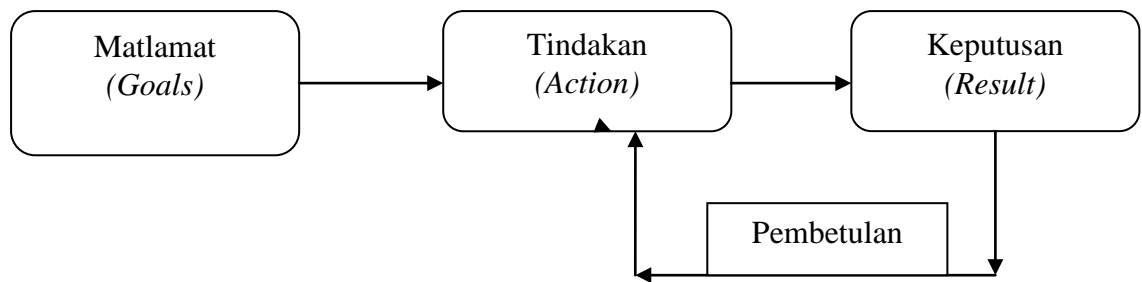 Matlamat
(Goals)
Tindakan
(Action)
Keputusan
(Result)
Pembetulan